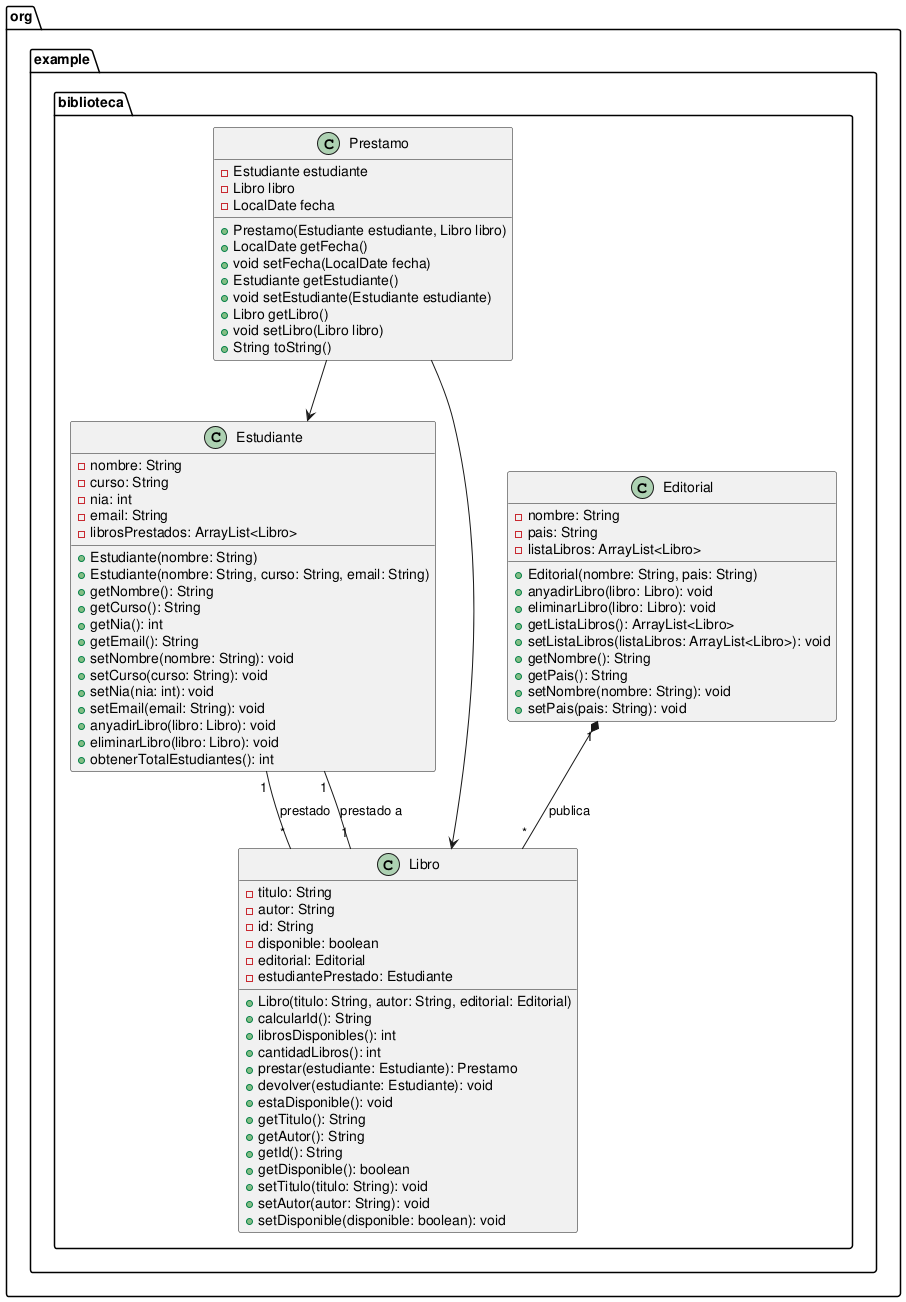 org
example
biblioteca
C Prestamo
Estudiante estudiante
Libro libro
LocalDate fecha
Prestamo(Estudiante estudiante, Libro libro)
LocalDate getFecha()
void setFecha(LocalDate fecha)
Estudiante getEstudiante()
void setEstudiante(Estudiante estudiante)
Libro getLibro()
void setLibro(Libro libro)
String toString()
C Estudiante
nombre: String
curso: String
nia: int
email: String
librosPrestados: ArrayList<Libro>
Estudiante(nombre: String)
Estudiante(nombre: String, curso: String, email: String)
getNombre(): String
getCurso(): String
getNia(): int
getEmail(): String
setNombre(nombre: String): void
setCurso(curso: String): void
setNia(nia: int): void
setEmail(email: String): void
anyadirLibro(libro: Libro): void
eliminarLibro(libro: Libro): void
obtenerTotalEstudiantes(): int
C Editorial
nombre: String
pais: String
listaLibros: ArrayList<Libro>
Editorial(nombre: String, pais: String)
anyadirLibro(libro: Libro): void
eliminarLibro(libro: Libro): void
getListaLibros(): ArrayList<Libro>
setListaLibros(listaLibros: ArrayList<Libro>): void
getNombre(): String
getPais(): String
setNombre(nombre: String): void
setPais(pais: String): void
1
1
1
prestado
prestado a
publica
*
1
*
C Libro
titulo: String
autor: String
id: String
disponible: boolean
editorial: Editorial
estudiantePrestado: Estudiante
Libro(titulo: String, autor: String, editorial: Editorial)
calcularId(): String
librosDisponibles(): int
cantidadLibros(): int
prestar(estudiante: Estudiante): Prestamo
devolver(estudiante: Estudiante): void
estaDisponible(): void
getTitulo(): String
getAutor(): String
getId(): String
getDisponible(): boolean
setTitulo(titulo: String): void
setAutor(autor: String): void
setDisponible(disponible: boolean): void